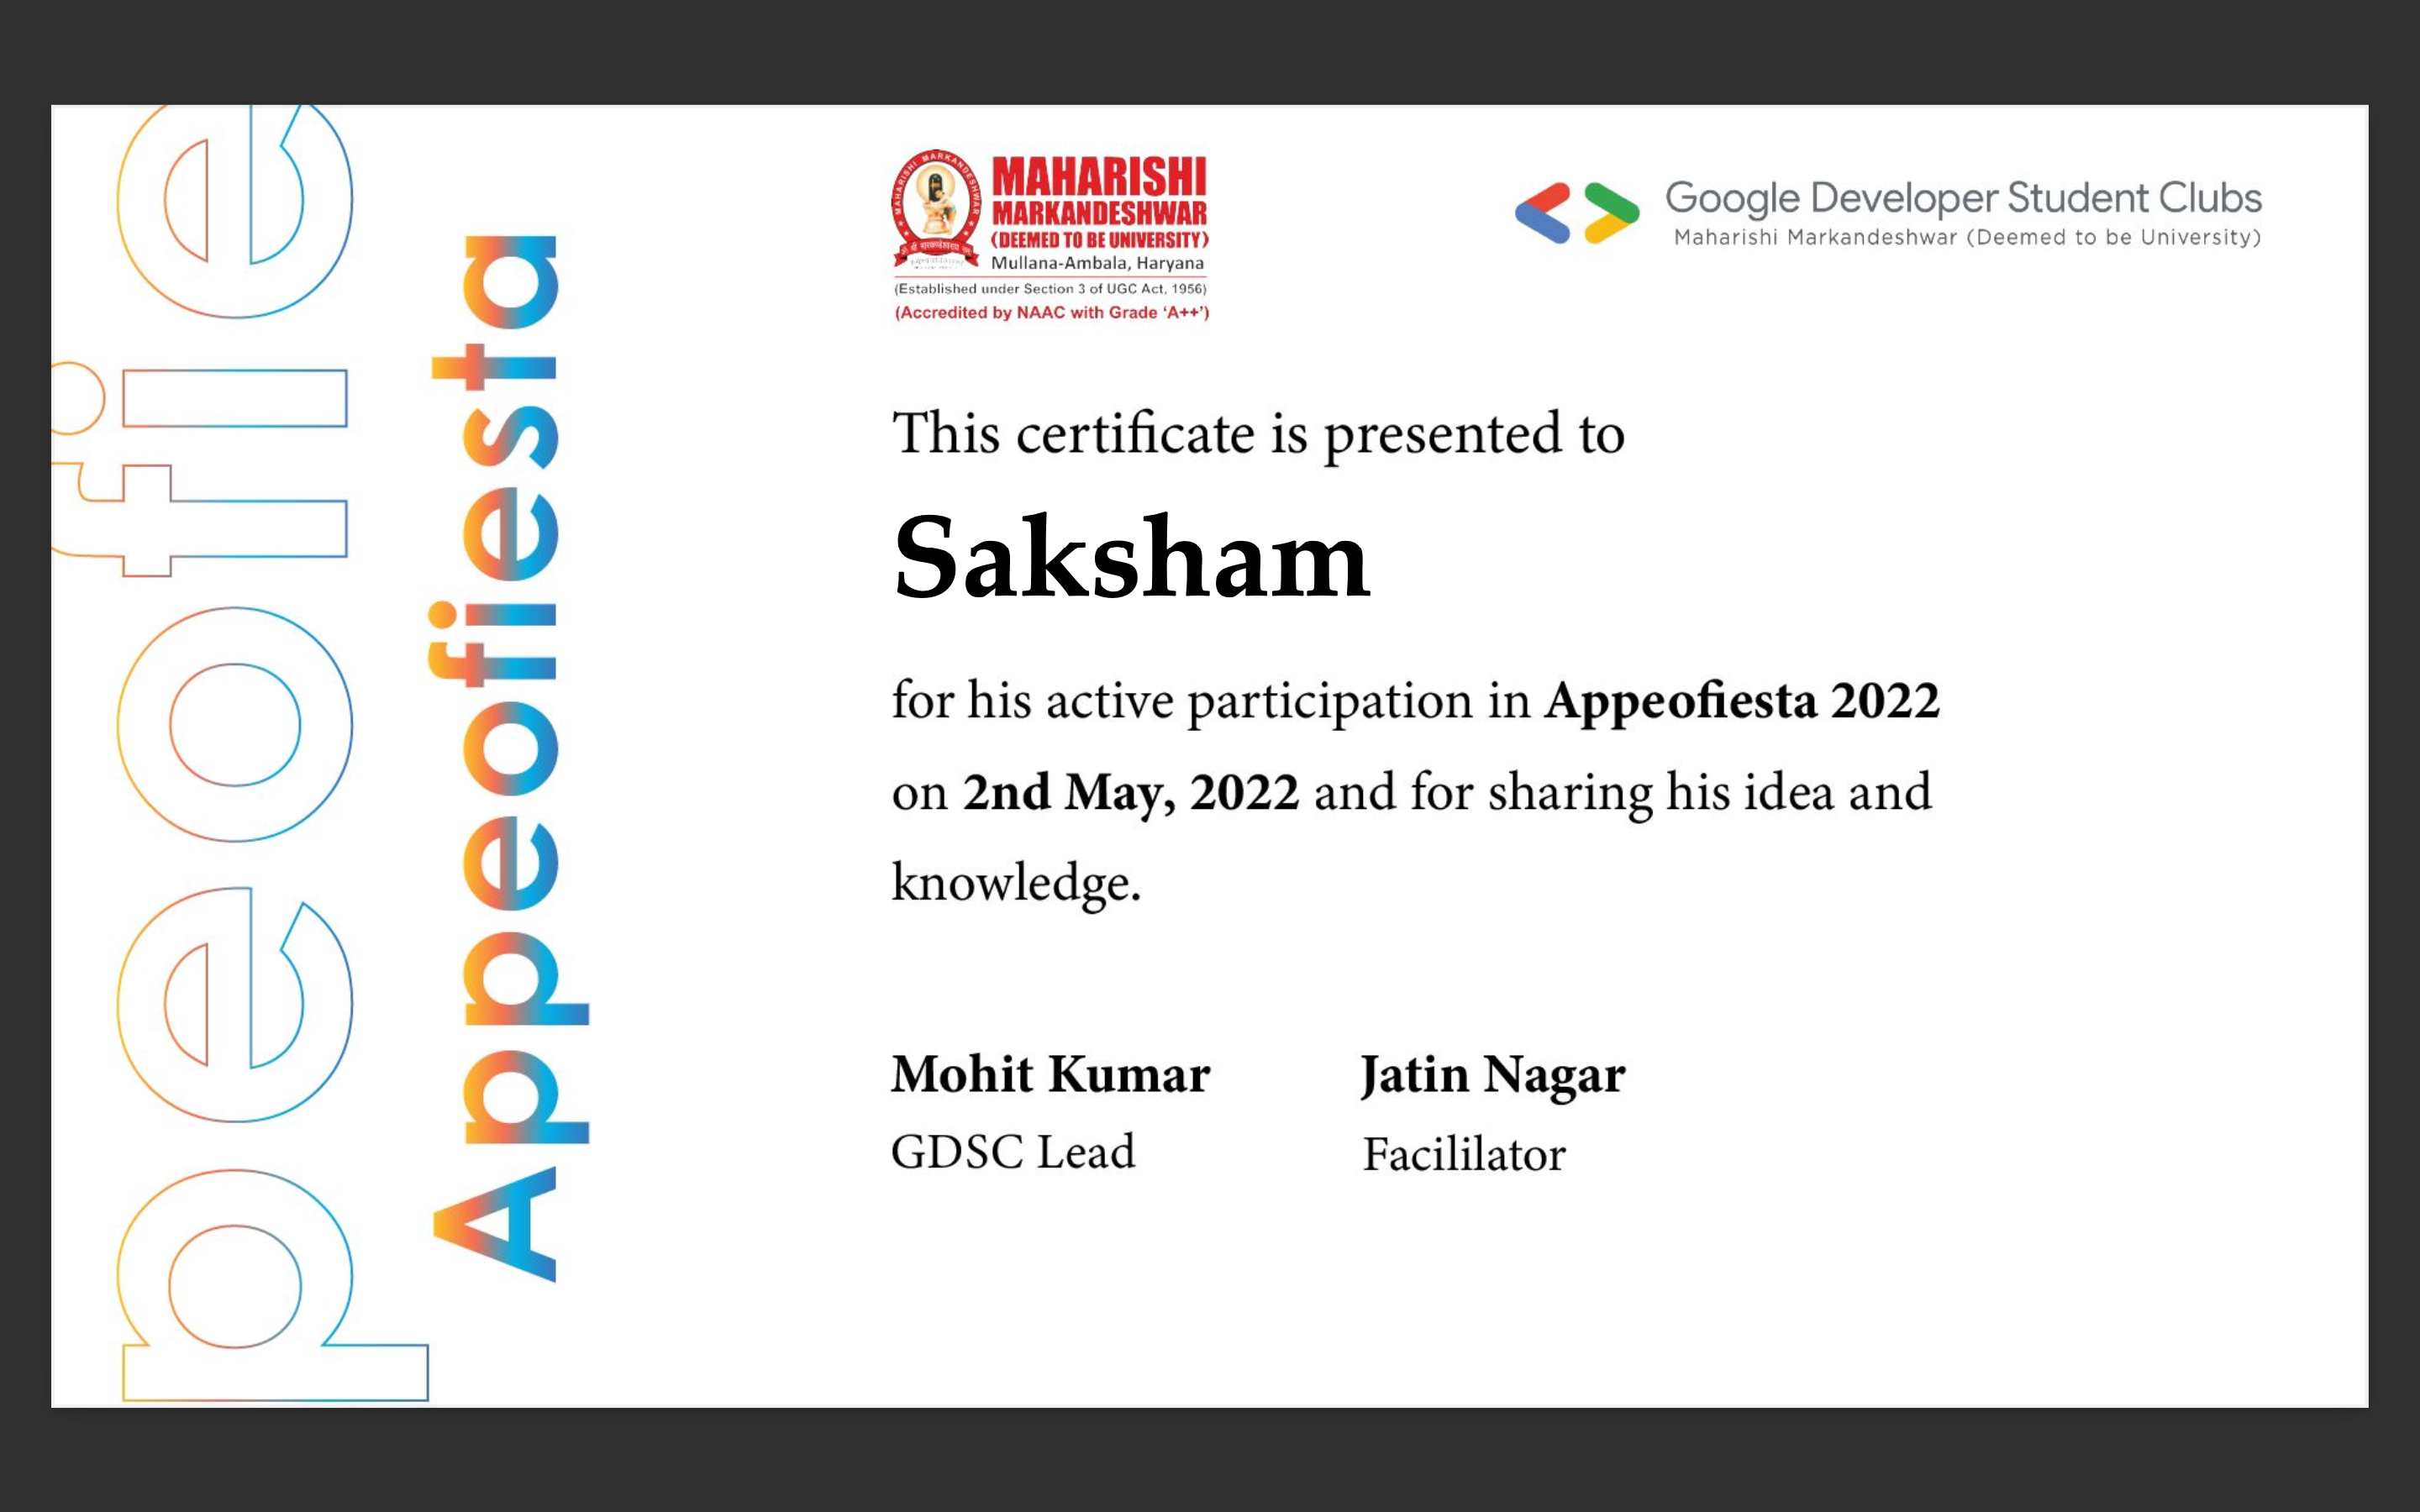 peofie
Appeofiesta
MAHARISHI MARKANDESHWAR
MAHARISHI
MARKANDESHWAR
(DEEMED TO BE UNIVERSITY)
Mullana-Ambala, Haryana
(Established under Section 3 of UGC Act, 1956)
(Accredited by NAAC with Grade ‘A++’)
Google Developer Student Clubs
Maharishi Markandeshwar (Deemed to be University)
This certificate is presented to
Saksham
for his active participation in Appeofiesta 2022
on 2nd May, 2022 and for sharing his idea and
knowledge.
Mohit Kumar
GDSC Lead
Jatin Nagar
Facililator